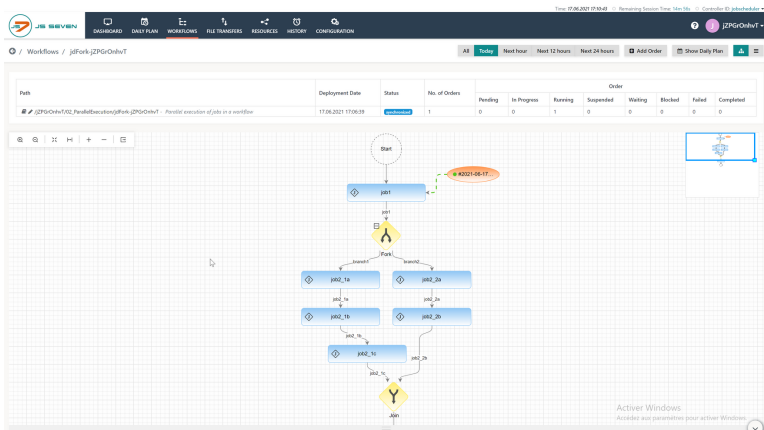 Time: 17.06.2021 17:10:43 Remaining Session Time: 14m 56s Controller ID: jobscheduler
JS7 JS SEVEN
DASHBOARD DAILY PLAN WORKFLOWS FILE TRANSFERS RESOURCES HISTORY CONFIGURATION
? J jZPGrOnhvT
/ Workflows / jdFork-jZPGrOnhvT
All Today Next hour Next 12 hours Next 24 hours Add Order Show Daily Plan
Path Deployment Date Status No. of Orders Order
Pending In Progress Running Suspended Waiting Blocked Failed Completed
/jZPGrOnhvT/02_ParallelExecution/jdFork-jZPGrOnhvT - Parallel execution of jobs in a workflow 17.06.2021 17:06:39 synchronized 1 0 0 1 0 0 0 0 0
Start
#2021-06-17...
job1
job1
Fork
branch1 branch2
job2_1a job2_2a
job2_1a job2_2a
job2_1b job2_2b
job2_1b
job2_1c
job2_2b
job2_1c
Join
Activer Windows
Accédez aux paramètres pour activer Windows.